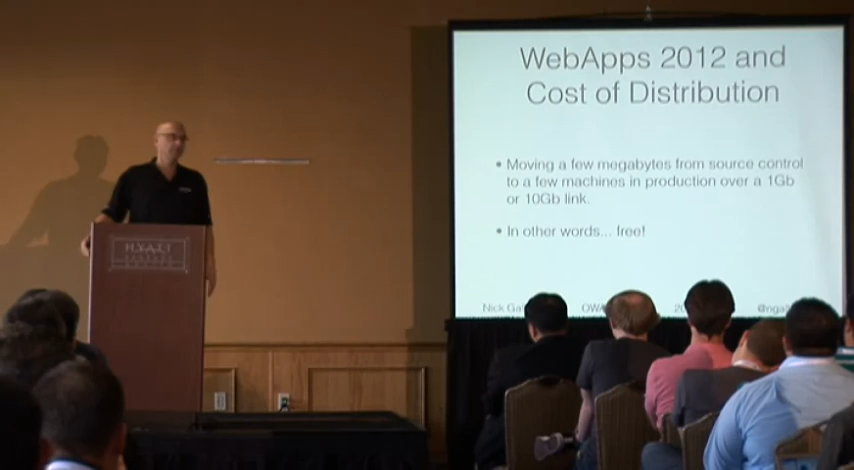 WebApps 2012 and
Cost of Distribution
• Moving a few megabytes from source control
to a few machines in production over a 1Gb
or 10Gb link.
• In other words... free!
Nick
HYATT